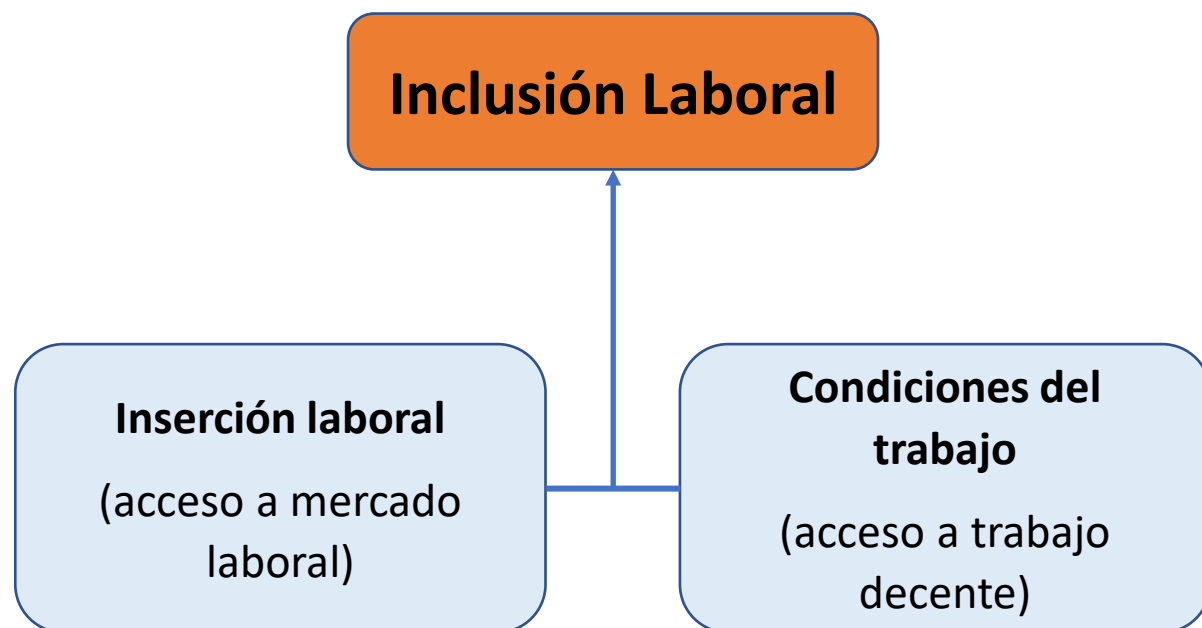 Inclusión Laboral
Inserción laboral
(acceso a mercado
laboral)
Condiciones del
trabajo
(acceso a trabajo
decente)